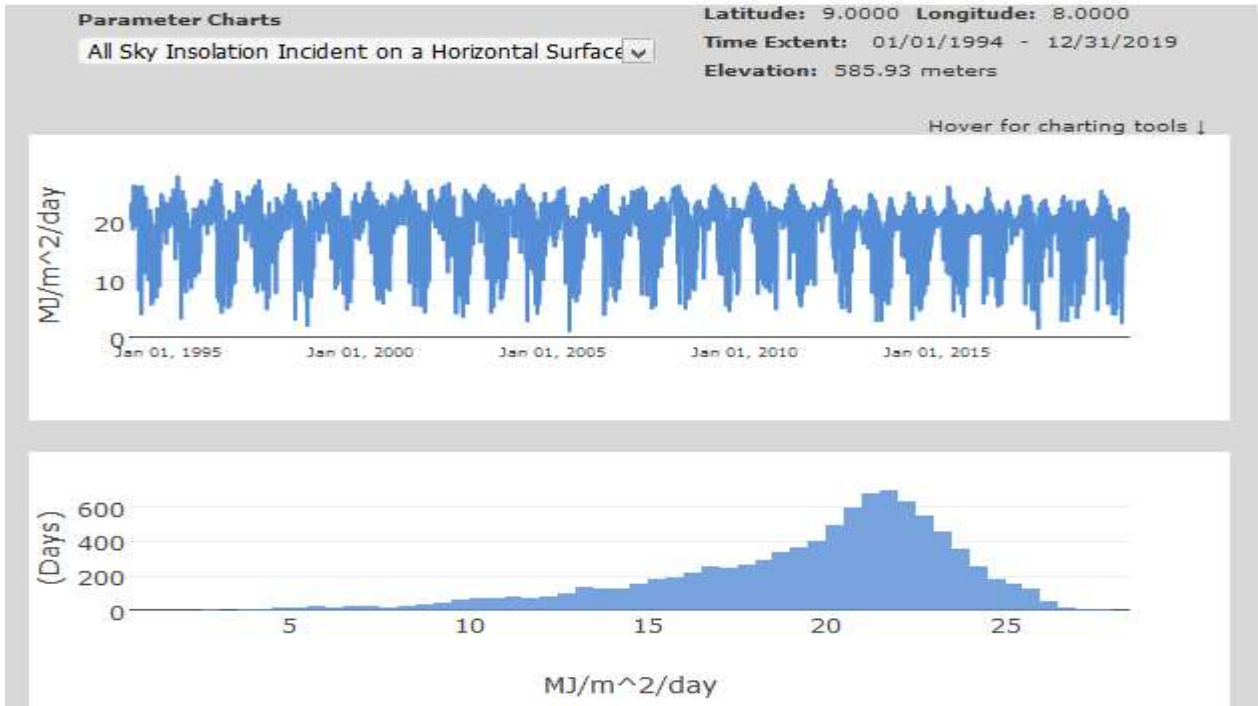 Parameter Charts
All Sky Insolation Incident on a Horizontal Surface
Latitude: 9.0000 Longitude: 8.0000
Time Extent: 01/01/1994 - 12/31/2019
Elevation: 585.93 meters
Hover for charting tools ↓
MJ/m^2/day
20
10
0
Jan 01, 1995 Jan 01, 2000 Jan 01, 2005 Jan 01, 2010 Jan 01, 2015
(Days)
600
400
200
0
5 10 15 20 25
MJ/m^2/day